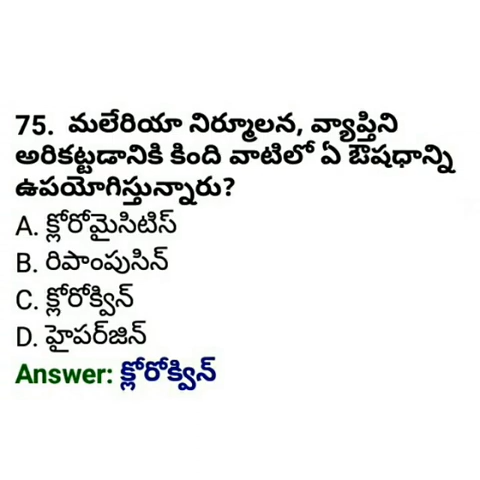 75. మలేరియా నిర్మూలన, వ్యాప్తిని
అరికట్టడానికి కింది వాటిలో ఏ ఔషధాన్ని
ఉపయోగిస్తున్నారు?
A. క్లోరోమైసిటిస్
B. రిపాంపుసిన్
C. క్లోరోక్విన్
D. హైపర్‌జిన్
Answer: క్లోరోక్విన్